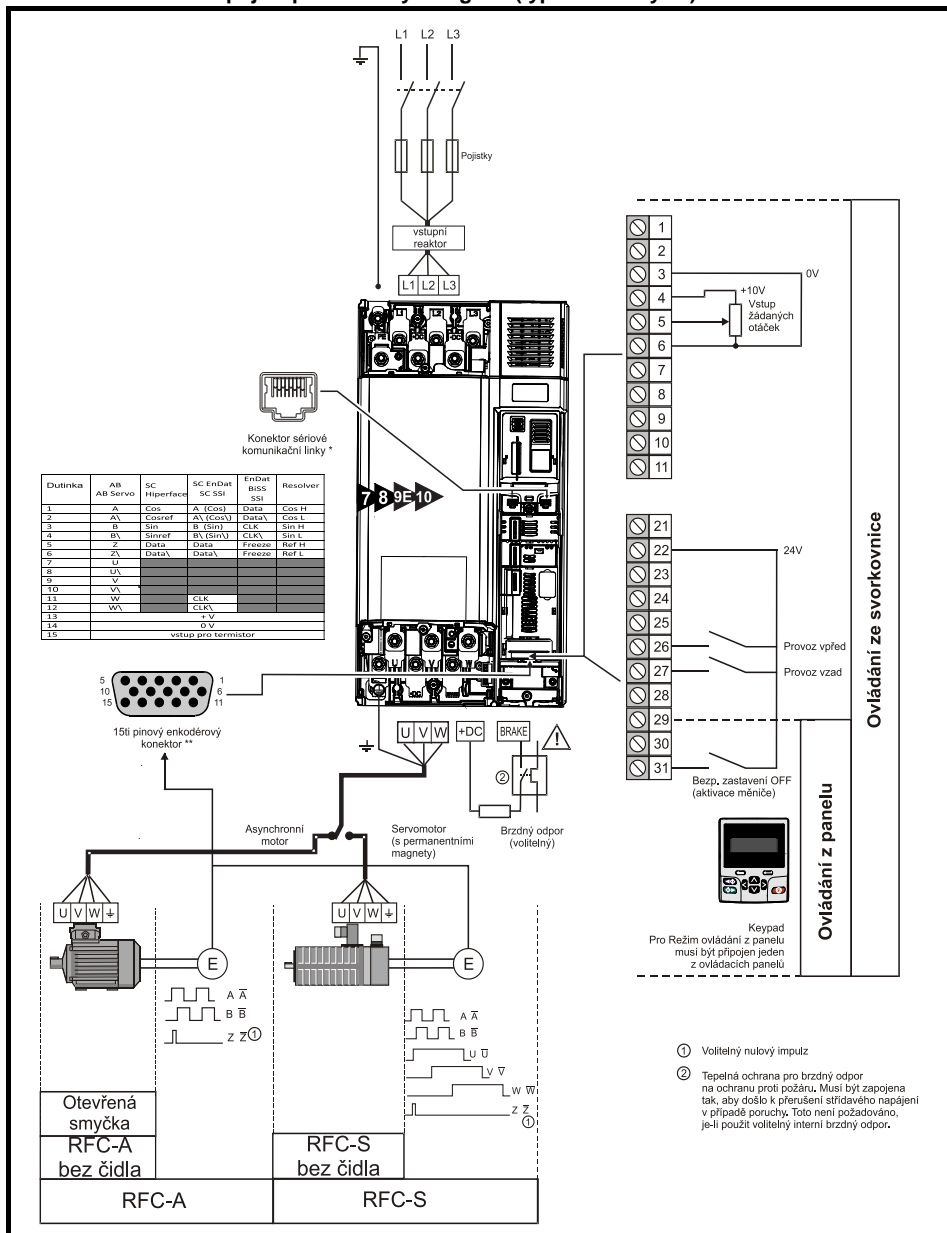 L1 L2 L3
Pojistky
vstupní
reaktor
L1 L2 L3
Konektor sériové
komunikační linky *
7 8 9E 10
Dutinka | AB AB Servo | SC Hiperface | SC EnDat SC SSI | EnDat BiSS SSI | Resolver
1 | A | Cos | A (Cos) | Data | Cos H
2 | A\ | Cosref | A\ (Cos\) | Data\ | Cos L
3 | B | Sin | B (Sin) | CLK | Sin H
4 | B\ | Sinref | B\ (Sin\) | CLK\ | Sin L
5 | Z | Data | Data | Freeze | Ref H
6 | Z\ | Data\ | Data\ | Freeze | Ref L
7 | U
8 | U\
9 | V
10 | V\
11 | W | CLK
12 | W\ | CLK\
13 | + V
14 | 0 V
15 | vstup pro termistor
5 1
10 6
15 11
15ti pinový enkodérový
konektor **
U V W +DC BRAKE
②
Brzdný odpor
(volitelný)
Asynchronní
motor
Servomotor
(s permanentními
magnety)
U V W
E
A A̅
B B̅
Z Z̅ ①
U V W
E
A A̅
B B̅
U U̅
V V̅
W W̅
Z Z̅
①
Otevřená
smyčka
RFC-A
bez čidla
RFC-S
bez čidla
RFC-A
RFC-S
1
2
3
4
5
6
7
8
9
10
11
0V
+10V
Vstup
žádaných
otáček
21
22
23
24
25
26
27
28
29
30
31
24V
Provoz vpřed
Provoz vzad
Bezp. zastavení OFF
(aktivace měniče)
Keypad
Pro Režim ovládání z panelu
musí být připojen jeden
z ovládacích panelů
Ovládání z panelu
Ovládání ze svorkovnice
① Volitelný nulový impulz
② Tepelná ochrana pro brzdný odpor
na ochranu proti požáru. Musí být zapojena
tak, aby došlo k přerušení střídavého napájení
v případě poruchy. Toto není požadováno,
je-li použit volitelný interní brzdný odpor.